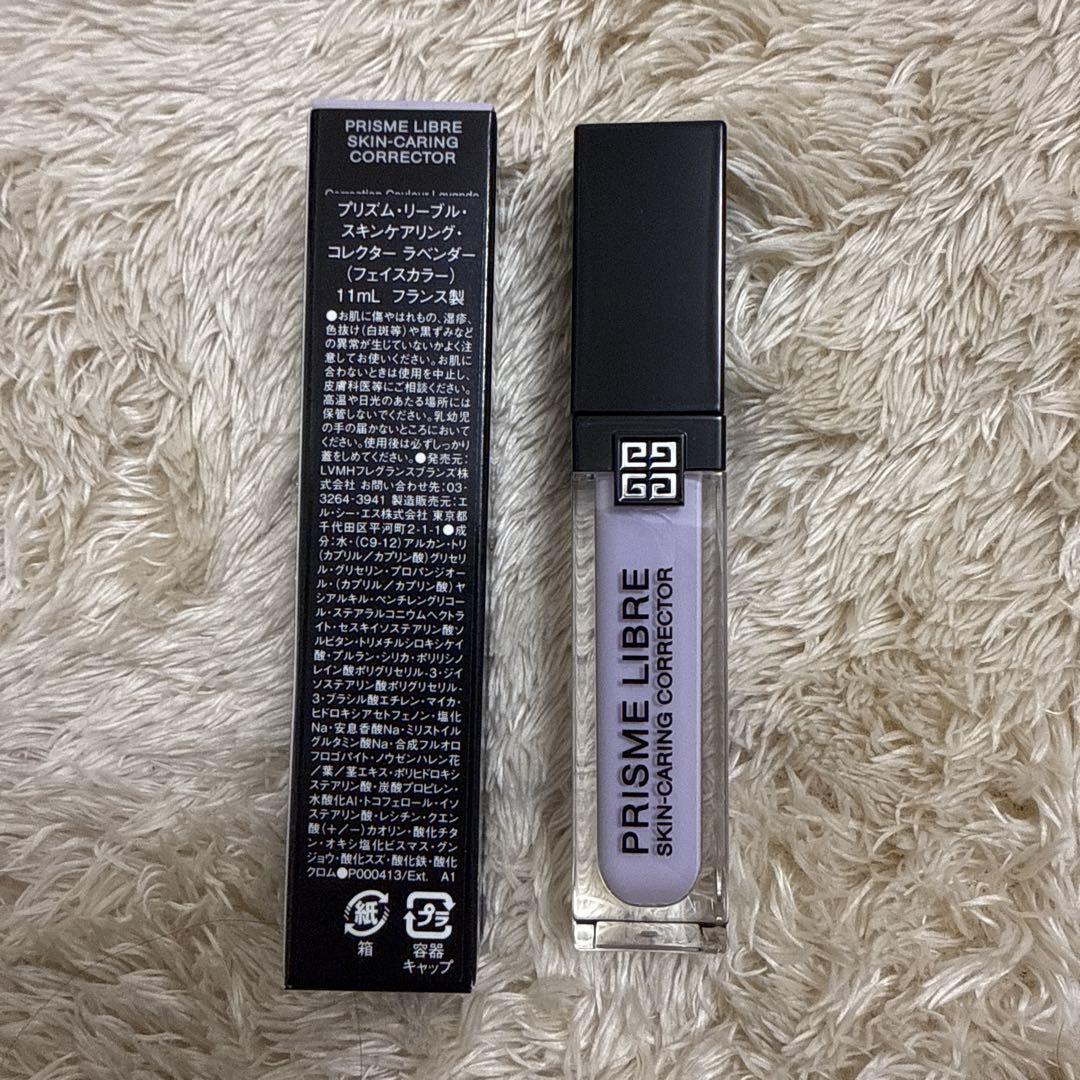 PRISME LIBRE
SKIN-CARING
CORRECTOR
プリズム・リーブル・
スキンケアリング・
コレクター ラベンダー
(フェイスカラー)
11mL フランス製
●お肌に傷やはれもの、湿疹、
色抜け(白斑等)や黒ずみなど
の異常が生じていないかよく注
意してお使いください。お肌に
合わないときは使用を中止し、
皮膚科医等にご相談ください。
高温や日光のあたる場所には
保管しないでください。乳幼児
の手の届かないところにおいて
ください。使用後は必ずしっかり
蓋をしめてください。●発売元:
LVMHフレグランスブランズ株
式会社 お問い合わせ先:03-
3264-3941 製造販売元:エ
ル・シー・エス株式会社 東京都
千代田区平河町2-1-1●成
分:水・(C9-12)アルカン・トリ
(カプリル/カプリン酸)グリセリ
ル・グリセリン・プロパンジオー
ル・(カプリル/カプリン酸)ヤ
シアルキル・ペンチレングリコー
ル・ステアラルコニウムヘクトラ
イト・セスキイソステアリン酸ソ
ルビタン・トリメチルシロキシケイ
酸・プルラン・シリカ・ポリリシノ
レイン酸ポリグリセリル-3・ジイ
ソステアリン酸ポリグリセリル-
3・ブラシル酸エチレン・マイカ・
ヒドロキシアセトフェノン・塩化
Na・安息香酸Na・ミリストイル
グルタミン酸Na・合成フルオロ
フロゴパイト・ノウゼンハレン花
/葉/茎エキス・ポリヒドロキシ
ステアリン酸・炭酸プロピレン・
水酸化Al・トコフェロール・イソ
ステアリン酸・レシチン・クエン
酸(+/-)カオリン・酸化チタ
ン・オキシ塩化ビスマス・グン
ジョウ・酸化スズ・酸化鉄・酸化
クロム●P000413/Ext. A1
紙
箱
プラ
容器
キャップ
PRISME LIBRE
SKIN-CARING CORRECTOR